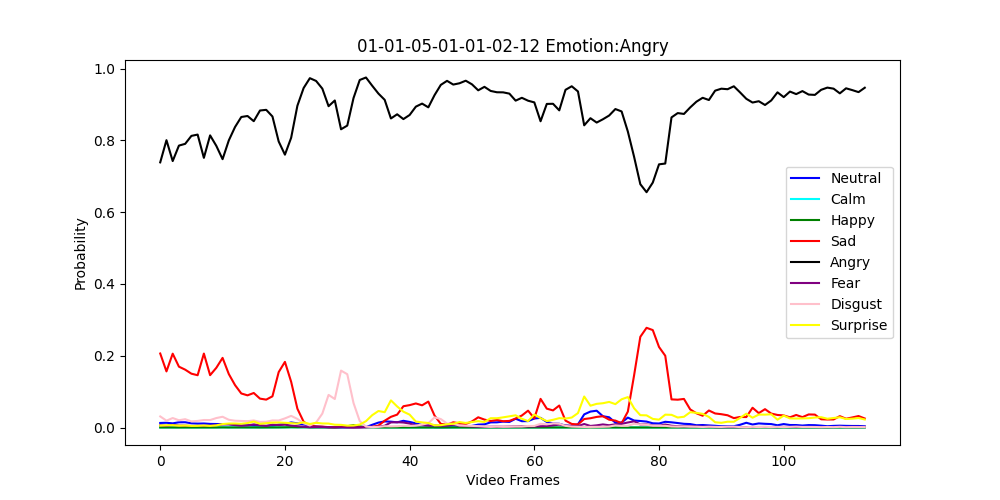 01-01-05-01-01-02-12 Emotion:Angry
1.0
0.8
0.6
0.4
0.2
0.0
Probability
Neutral
Calm
Happy
Sad
Angry
Fear
Disgust
Surprise
0 20 40 60 80 100
Video Frames